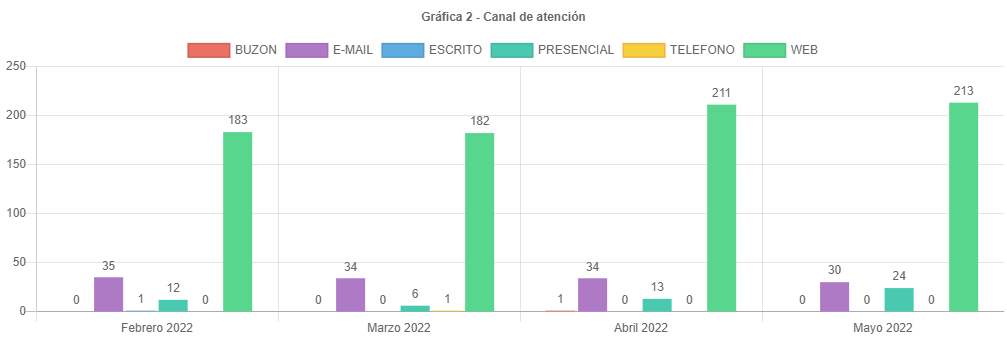 Gráfica 2 - Canal de atención
BUZON E-MAIL ESCRITO PRESENCIAL TELEFONO WEB
250
200
150
100
50
0
0 35 1 12 0 183
0 34 0 6 1 182
1 34 0 13 0 211
0 30 0 24 0 213
Febrero 2022 Marzo 2022 Abril 2022 Mayo 2022